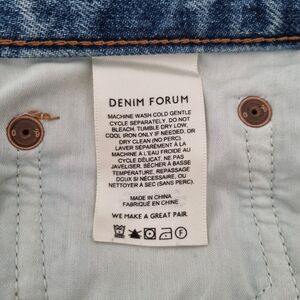 DENIM FORUM
MACHINE WASH COLD GENTLE
CYCLE SEPARATELY. DO NOT
BLEACH. TUMBLE DRY LOW,
COOL IRON ONLY IF NEEDED. OR
DRY CLEAN (NO PERC).
LAVER SÉPARÉMENT À LA
MACHINE À L'EAU FROIDE AU
CYCLE DÉLICAT. NE PAS
JAVELISER, SÉCHER À BASSE
TEMPÉRATURE. REPASSAGE
DOUX SI NÉCESSAIRE, OU
NETTOYER À SEC (SANS PERC).
MADE IN CHINA
FABRIQUÉ EN CHINE
WE MAKE A GREAT PAIR.
F